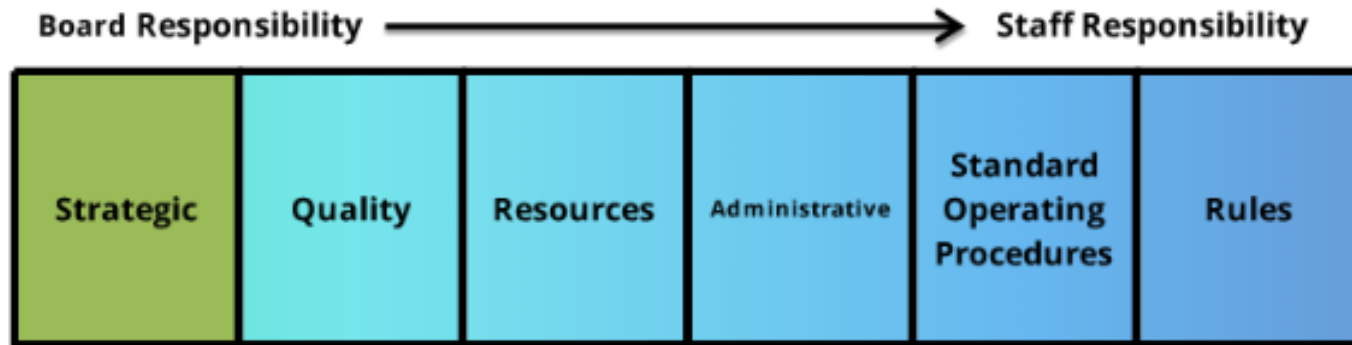 Board Responsibility
Staff Responsibility
Strategic
Quality
Resources
Administrative
Standard
Operating
Procedures
Rules